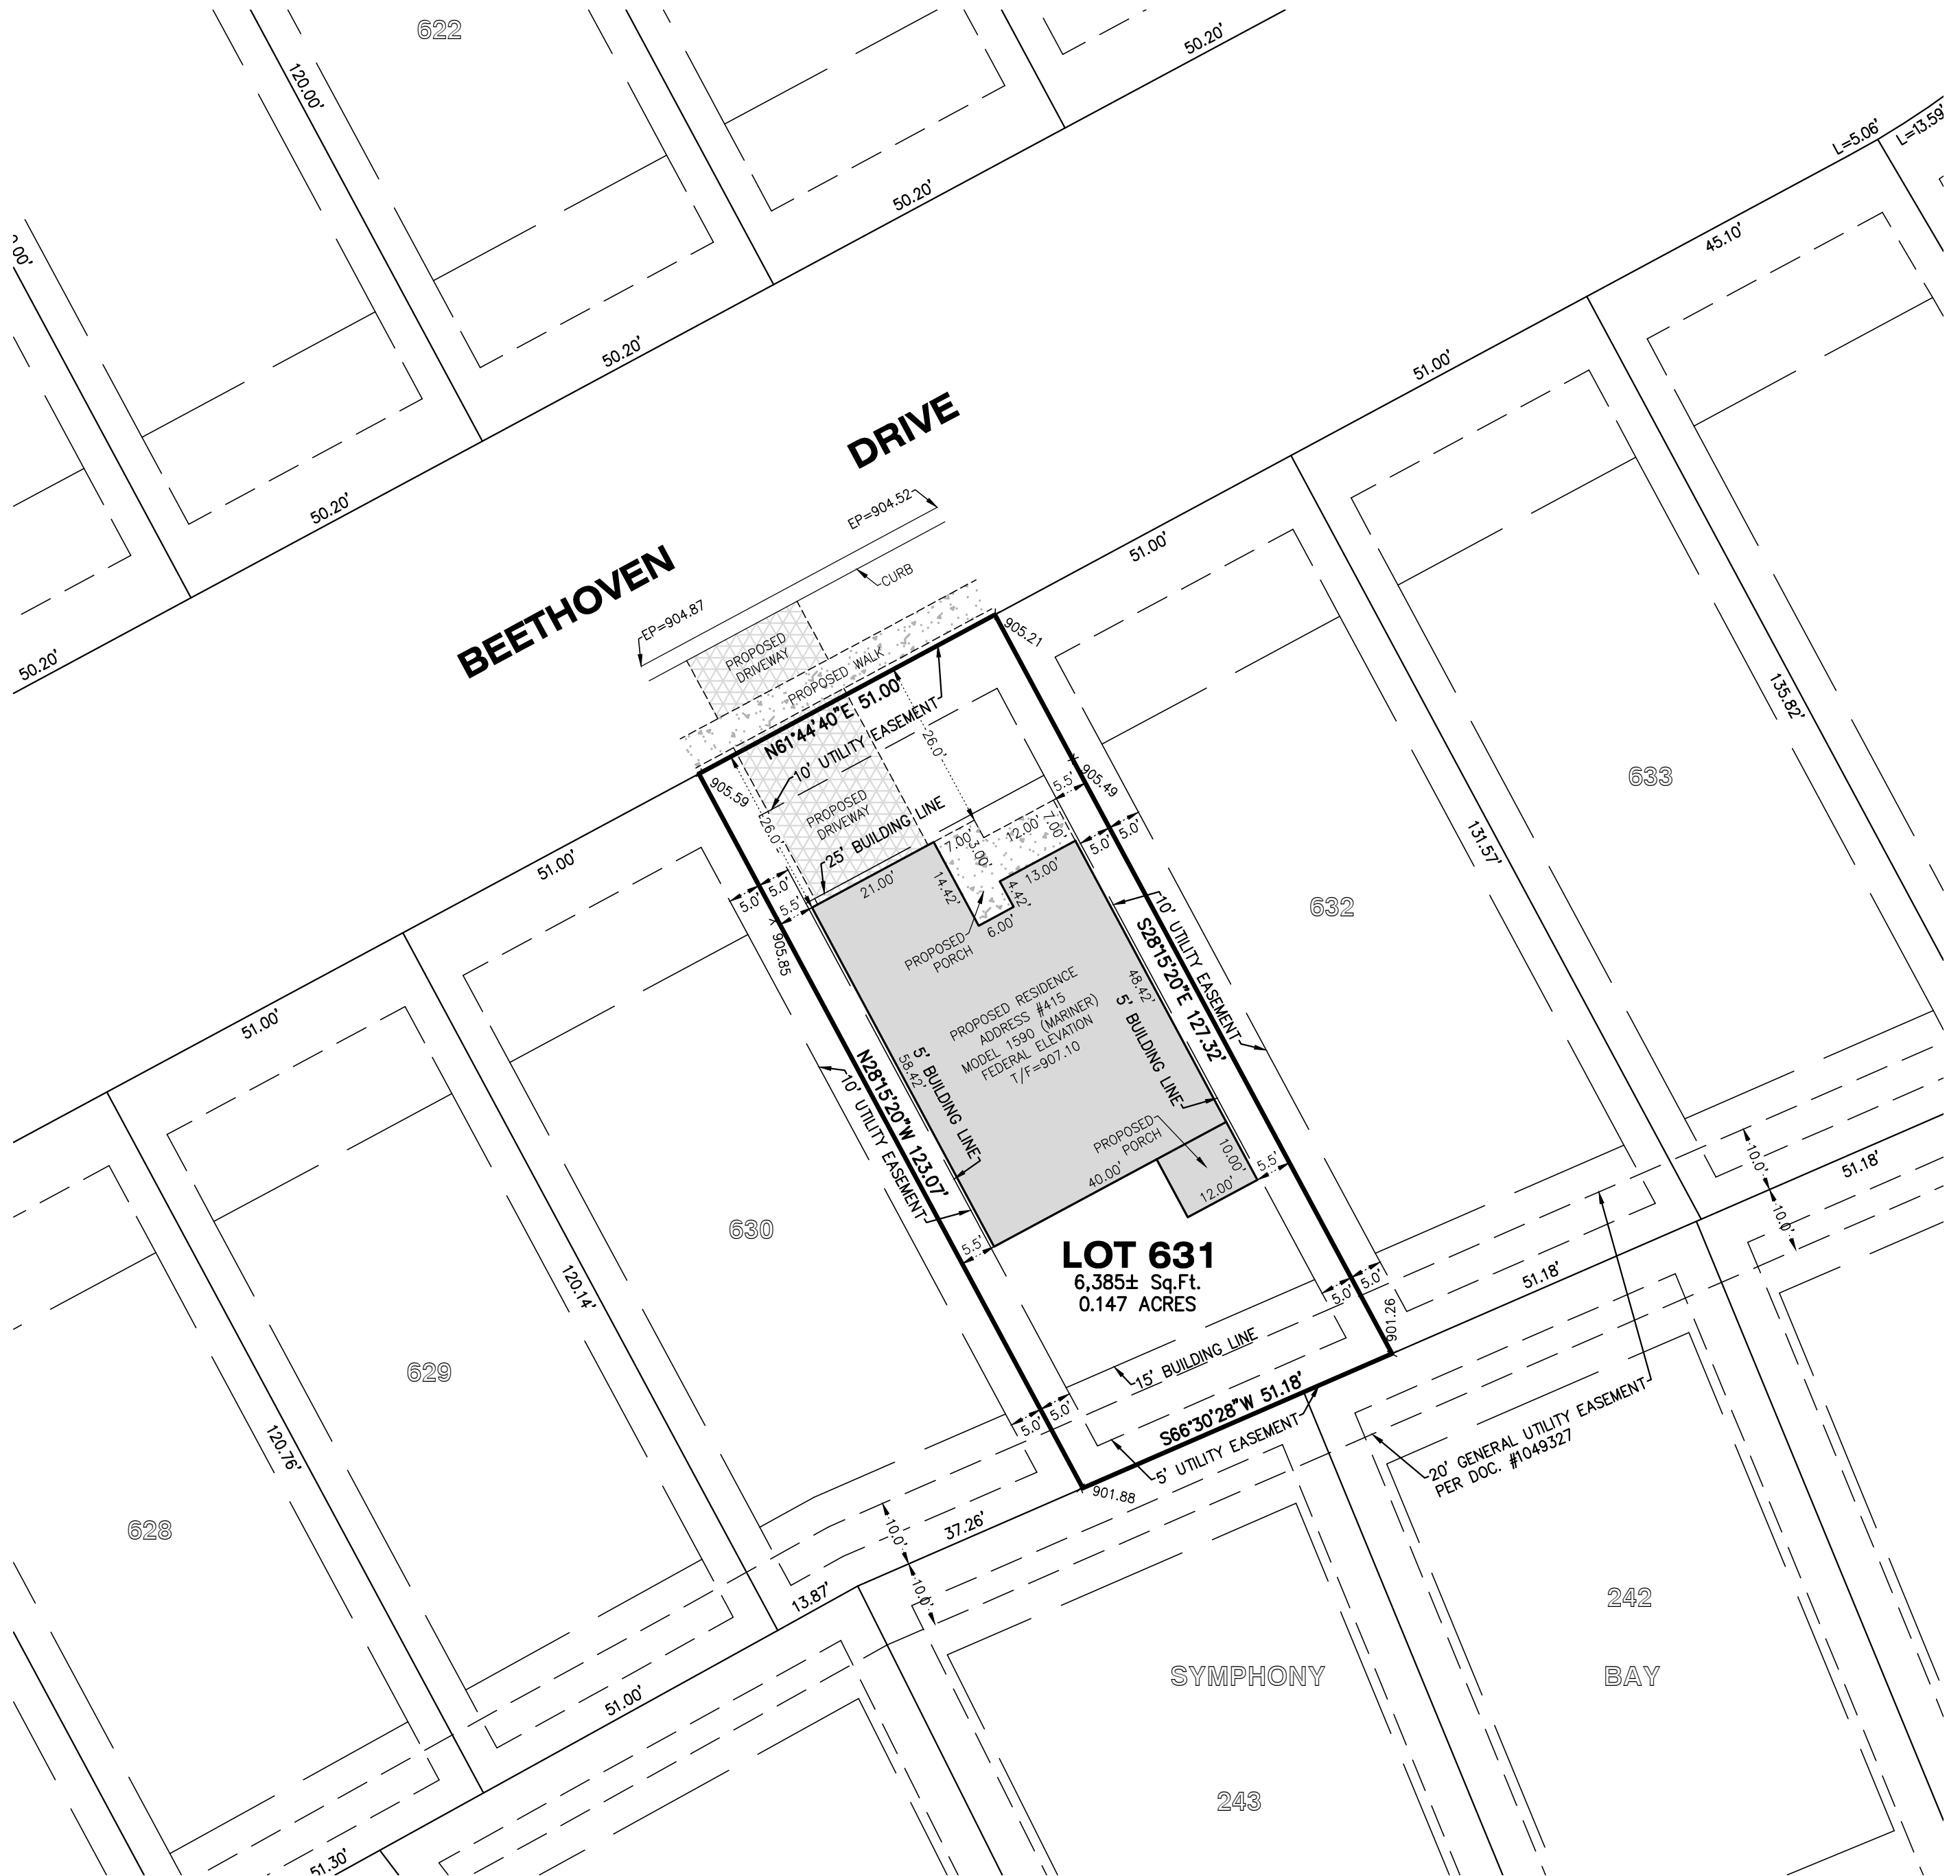 622
120.00'
50.20'
L=5.06'
L=13.59'
50.20'
45.10'
50.20'
51.00'
50.20'
DRIVE
EP=904.52
50.20'
51.00'
BEETHOVEN
CURB
EP=904.87
50.20'
PROPOSED
DRIVEWAY
PROPOSED WALK
905.21
N61°44'40"E 51.00'
10' UTILITY EASEMENT
905.59
26.0'
26.0'
PROPOSED
DRIVEWAY
25' BUILDING LINE
905.49
5.5'
633
135.82'
131.57'
632
7.00'
3.00'
12.00'
7.00'
5.0'
5.0'
51.00'
5.0'
5.0'
5.5'
905.85
21.00'
14.42'
4.42'
13.00'
6.00'
PROPOSED
PORCH
10' UTILITY EASEMENT
S28°15'20"E 127.32'
48.42'
5' BUILDING LINE
PROPOSED RESIDENCE
ADDRESS #415
MODEL 1590 (MARINER)
FEDERAL ELEVATION
T/F=907.10
51.00'
58.42'
5' BUILDING LINE
N28°15'20"W 123.07'
10' UTILITY EASEMENT
PROPOSED
PORCH
40.00'
10.00'
12.00'
5.5'
5.5'
630
LOT 631
6,385± Sq.Ft.
0.147 ACRES
10.0'
10.0'
51.18'
51.18'
5.0'
5.0'
901.26
120.14'
629
15' BUILDING LINE
5.0'
5.0'
S66°30'28"W 51.18'
5' UTILITY EASEMENT
20' GENERAL UTILITY EASEMENT
PER DOC. #1049327
901.88
120.76'
628
37.26'
10.0'
10.0'
13.87'
242
SYMPHONY
BAY
51.00'
243
51.30'